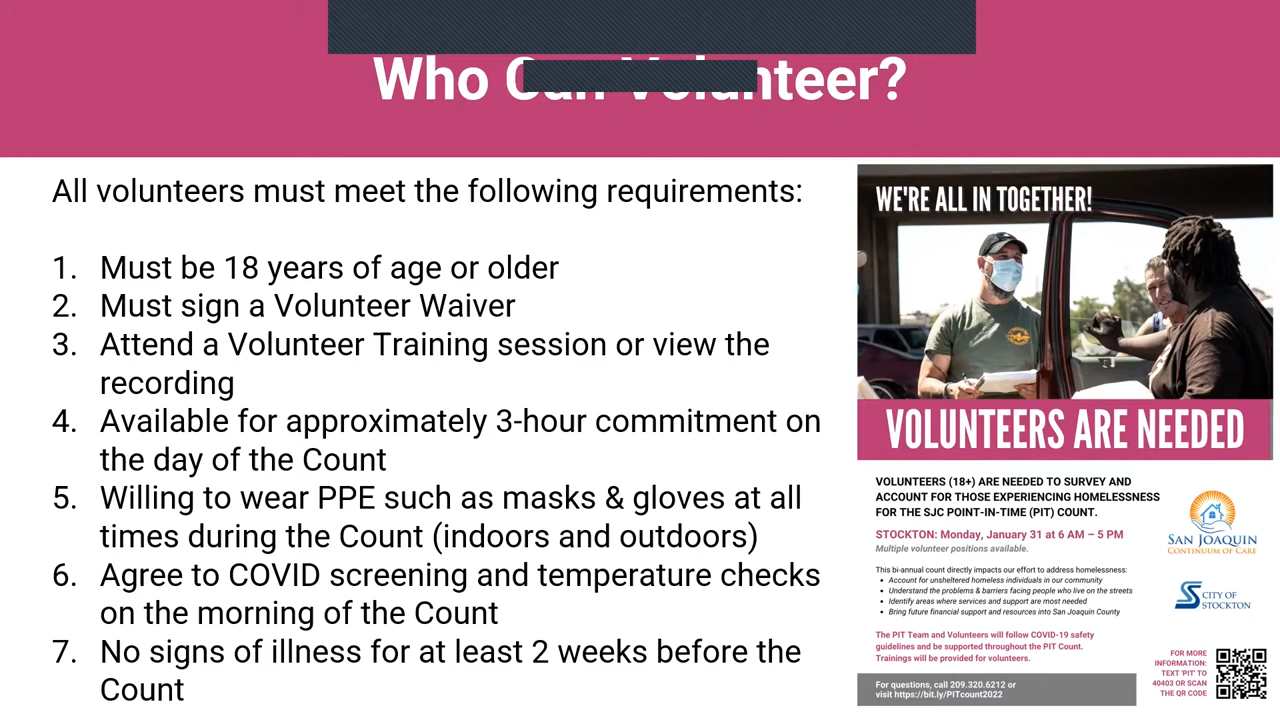 Who Can Volunteer?
All volunteers must meet the following requirements:
1. Must be 18 years of age or older
2. Must sign a Volunteer Waiver
3. Attend a Volunteer Training session or view the
recording
4. Available for approximately 3-hour commitment on
the day of the Count
5. Willing to wear PPE such as masks & gloves at all
times during the Count (indoors and outdoors)
6. Agree to COVID screening and temperature checks
on the morning of the Count
7. No signs of illness for at least 2 weeks before the
Count
WE'RE ALL IN TOGETHER!
VOLUNTEERS ARE NEEDED
VOLUNTEERS (18+) ARE NEEDED TO SURVEY AND
ACCOUNT FOR THOSE EXPERIENCING HOMELESSNESS
FOR THE SJC POINT-IN-TIME (PIT) COUNT.
STOCKTON: Monday, January 31 at 6 AM – 5 PM
Multiple volunteer positions available.
This bi-annual count directly impacts our effort to address homelessness:
• Account for unsheltered homeless individuals in our community
• Understand the problems & barriers facing people who live on the streets
• Identify areas where services and support are most needed
• Bring future financial support and resources into San Joaquin County
The PIT Team and Volunteers will follow COVID-19 safety
guidelines and be supported throughout the PIT Count.
Trainings will be provided for volunteers.
For questions, call 209.320.6212 or
visit https://bit.ly/PITcount2022
SAN JOAQUIN
CONTINUUM OF CARE
CITY OF
STOCKTON
FOR MORE
INFORMATION:
TEXT 'PIT' TO
40403 OR SCAN
THE QR CODE